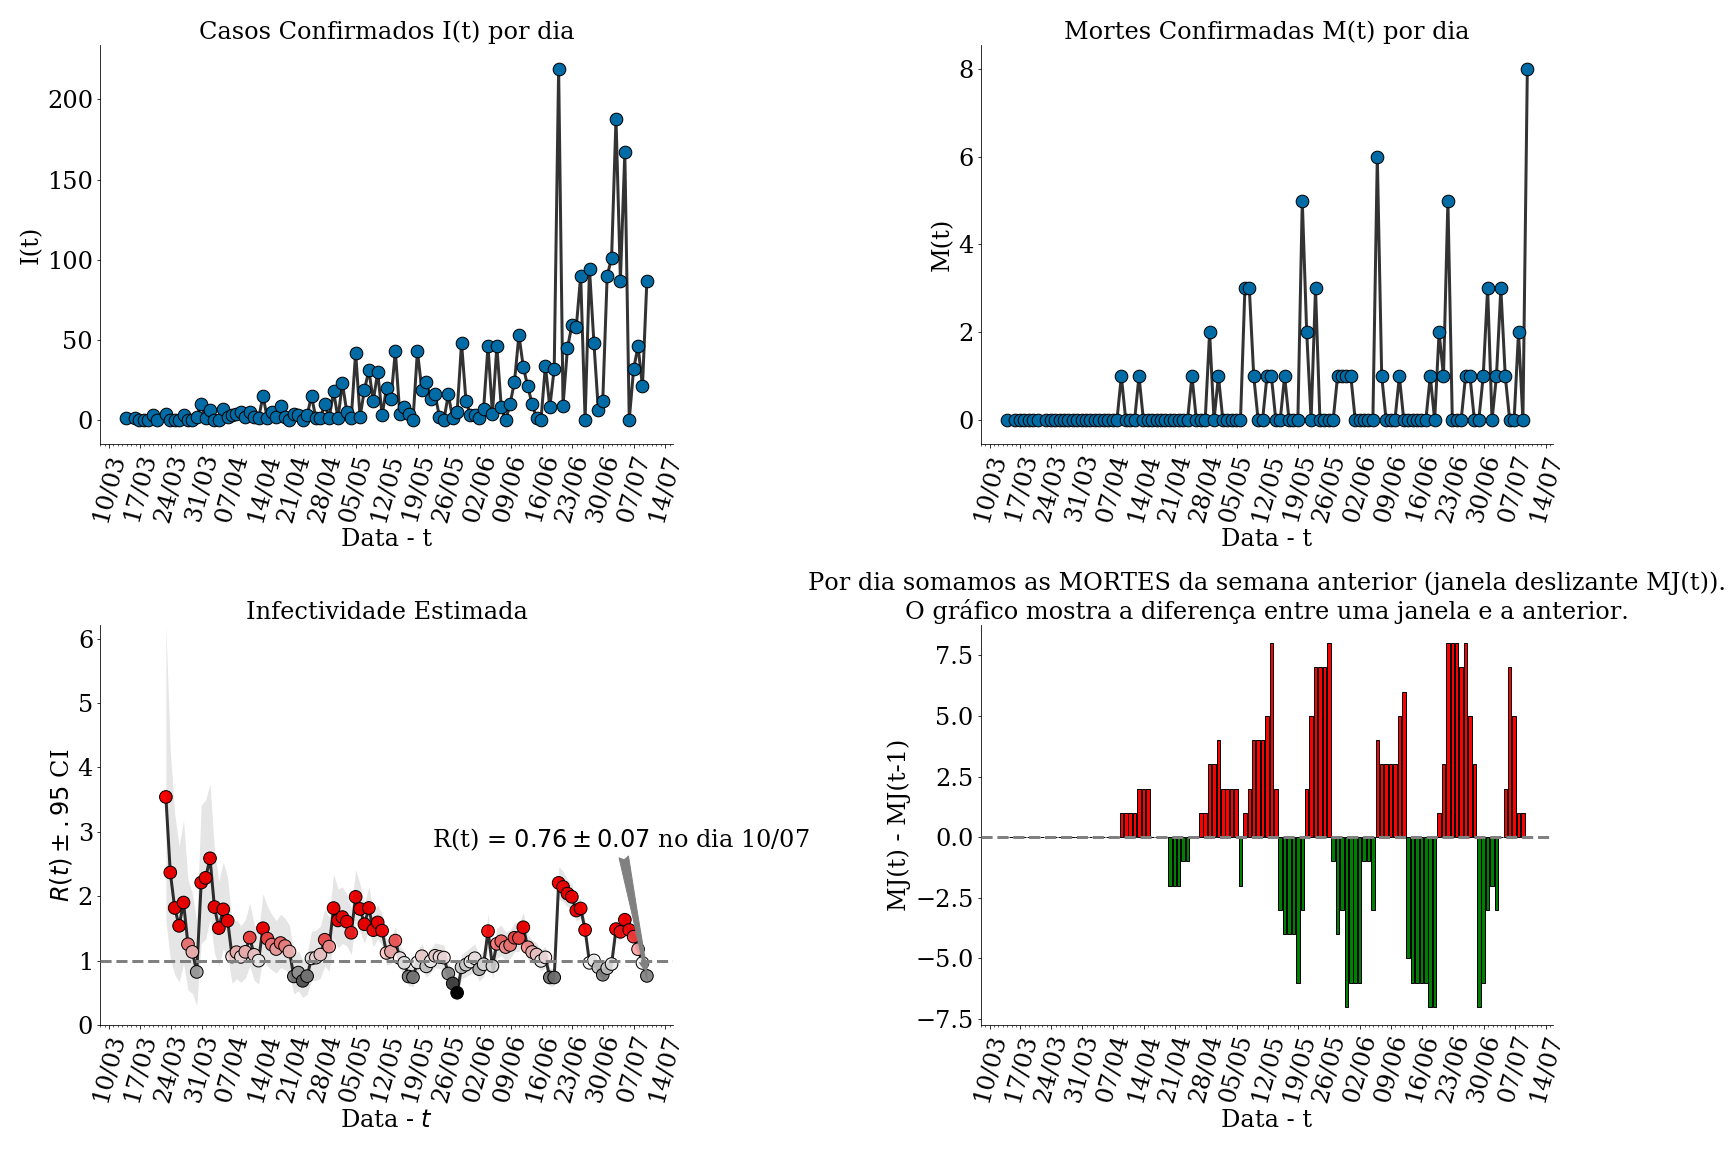 Casos Confirmados I(t) por dia
I(t)
200
150
100
50
0
10/03 17/03 24/03 31/03 07/04 14/04 21/04 28/04 05/05 12/05 19/05 26/05 02/06 09/06 16/06 23/06 30/06 07/07 14/07
Data - t
Mortes Confirmadas M(t) por dia
M(t)
8
6
4
2
0
10/03 17/03 24/03 31/03 07/04 14/04 21/04 28/04 05/05 12/05 19/05 26/05 02/06 09/06 16/06 23/06 30/06 07/07 14/07
Data - t
Infectividade Estimada
R(t) ± .95 CI
6
5
4
3
2
1
0
R(t) = 0.76 ± 0.07 no dia 10/07
10/03 17/03 24/03 31/03 07/04 14/04 21/04 28/04 05/05 12/05 19/05 26/05 02/06 09/06 16/06 23/06 30/06 07/07 14/07
Data - t
Por dia somamos as MORTES da semana anterior (janela deslizante MJ(t)).
O gráfico mostra a diferença entre uma janela e a anterior.
MJ(t) - MJ(t-1)
7.5
5.0
2.5
0.0
−2.5
−5.0
−7.5
10/03 17/03 24/03 31/03 07/04 14/04 21/04 28/04 05/05 12/05 19/05 26/05 02/06 09/06 16/06 23/06 30/06 07/07 14/07
Data - t